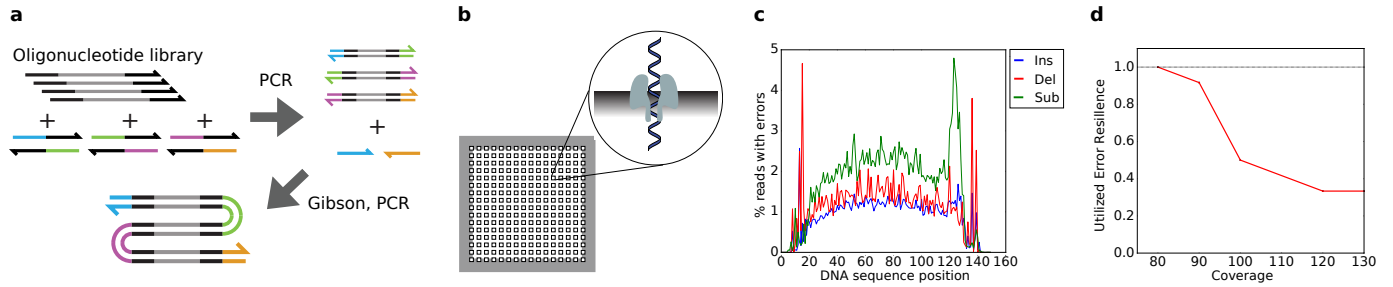 a
Oligonucleotide library
+
+
+
PCR
+
Gibson, PCR
b
c
% reads with errors
5
4
3
2
1
0
0 20 40 60 80 100 120 140 160
DNA sequence position
Ins
Del
Sub
d
Utilized Error Resillence
1.0
0.8
0.6
0.4
0.2
0.0
80 90 100 110 120 130
Coverage